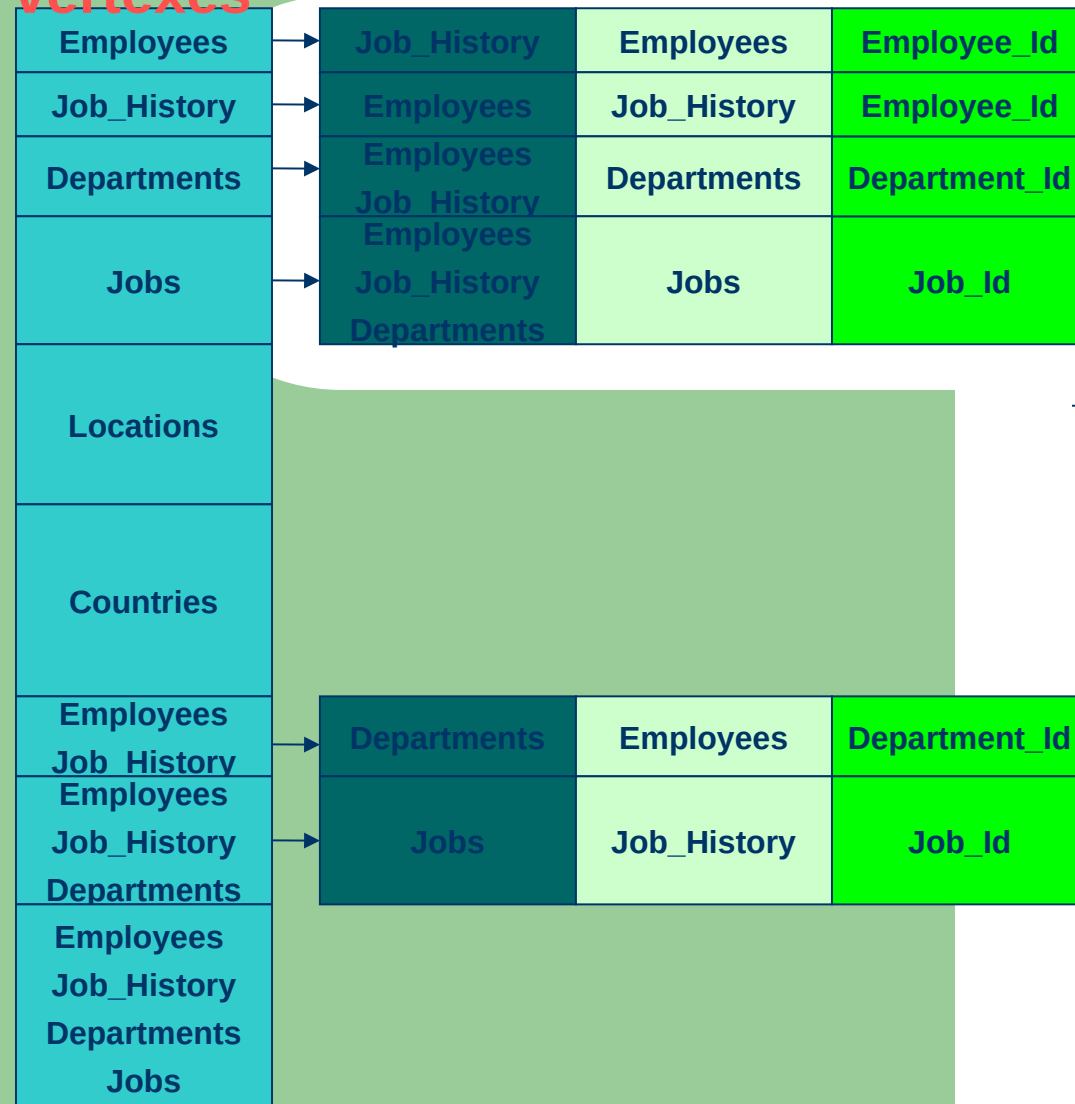 Vertexes
Employees Job_History Employees Employee_Id
Job_History Employees Job_History Employee_Id
Departments Employees
Job_History Departments Department_Id
Jobs Employees
Job_History
Departments Jobs Job_Id
Locations
Countries
Employees
Job_History Departments Employees Department_Id
Employees
Job_History
Departments Jobs Job_History Job_Id
Employees
Job_History
Departments
Jobs